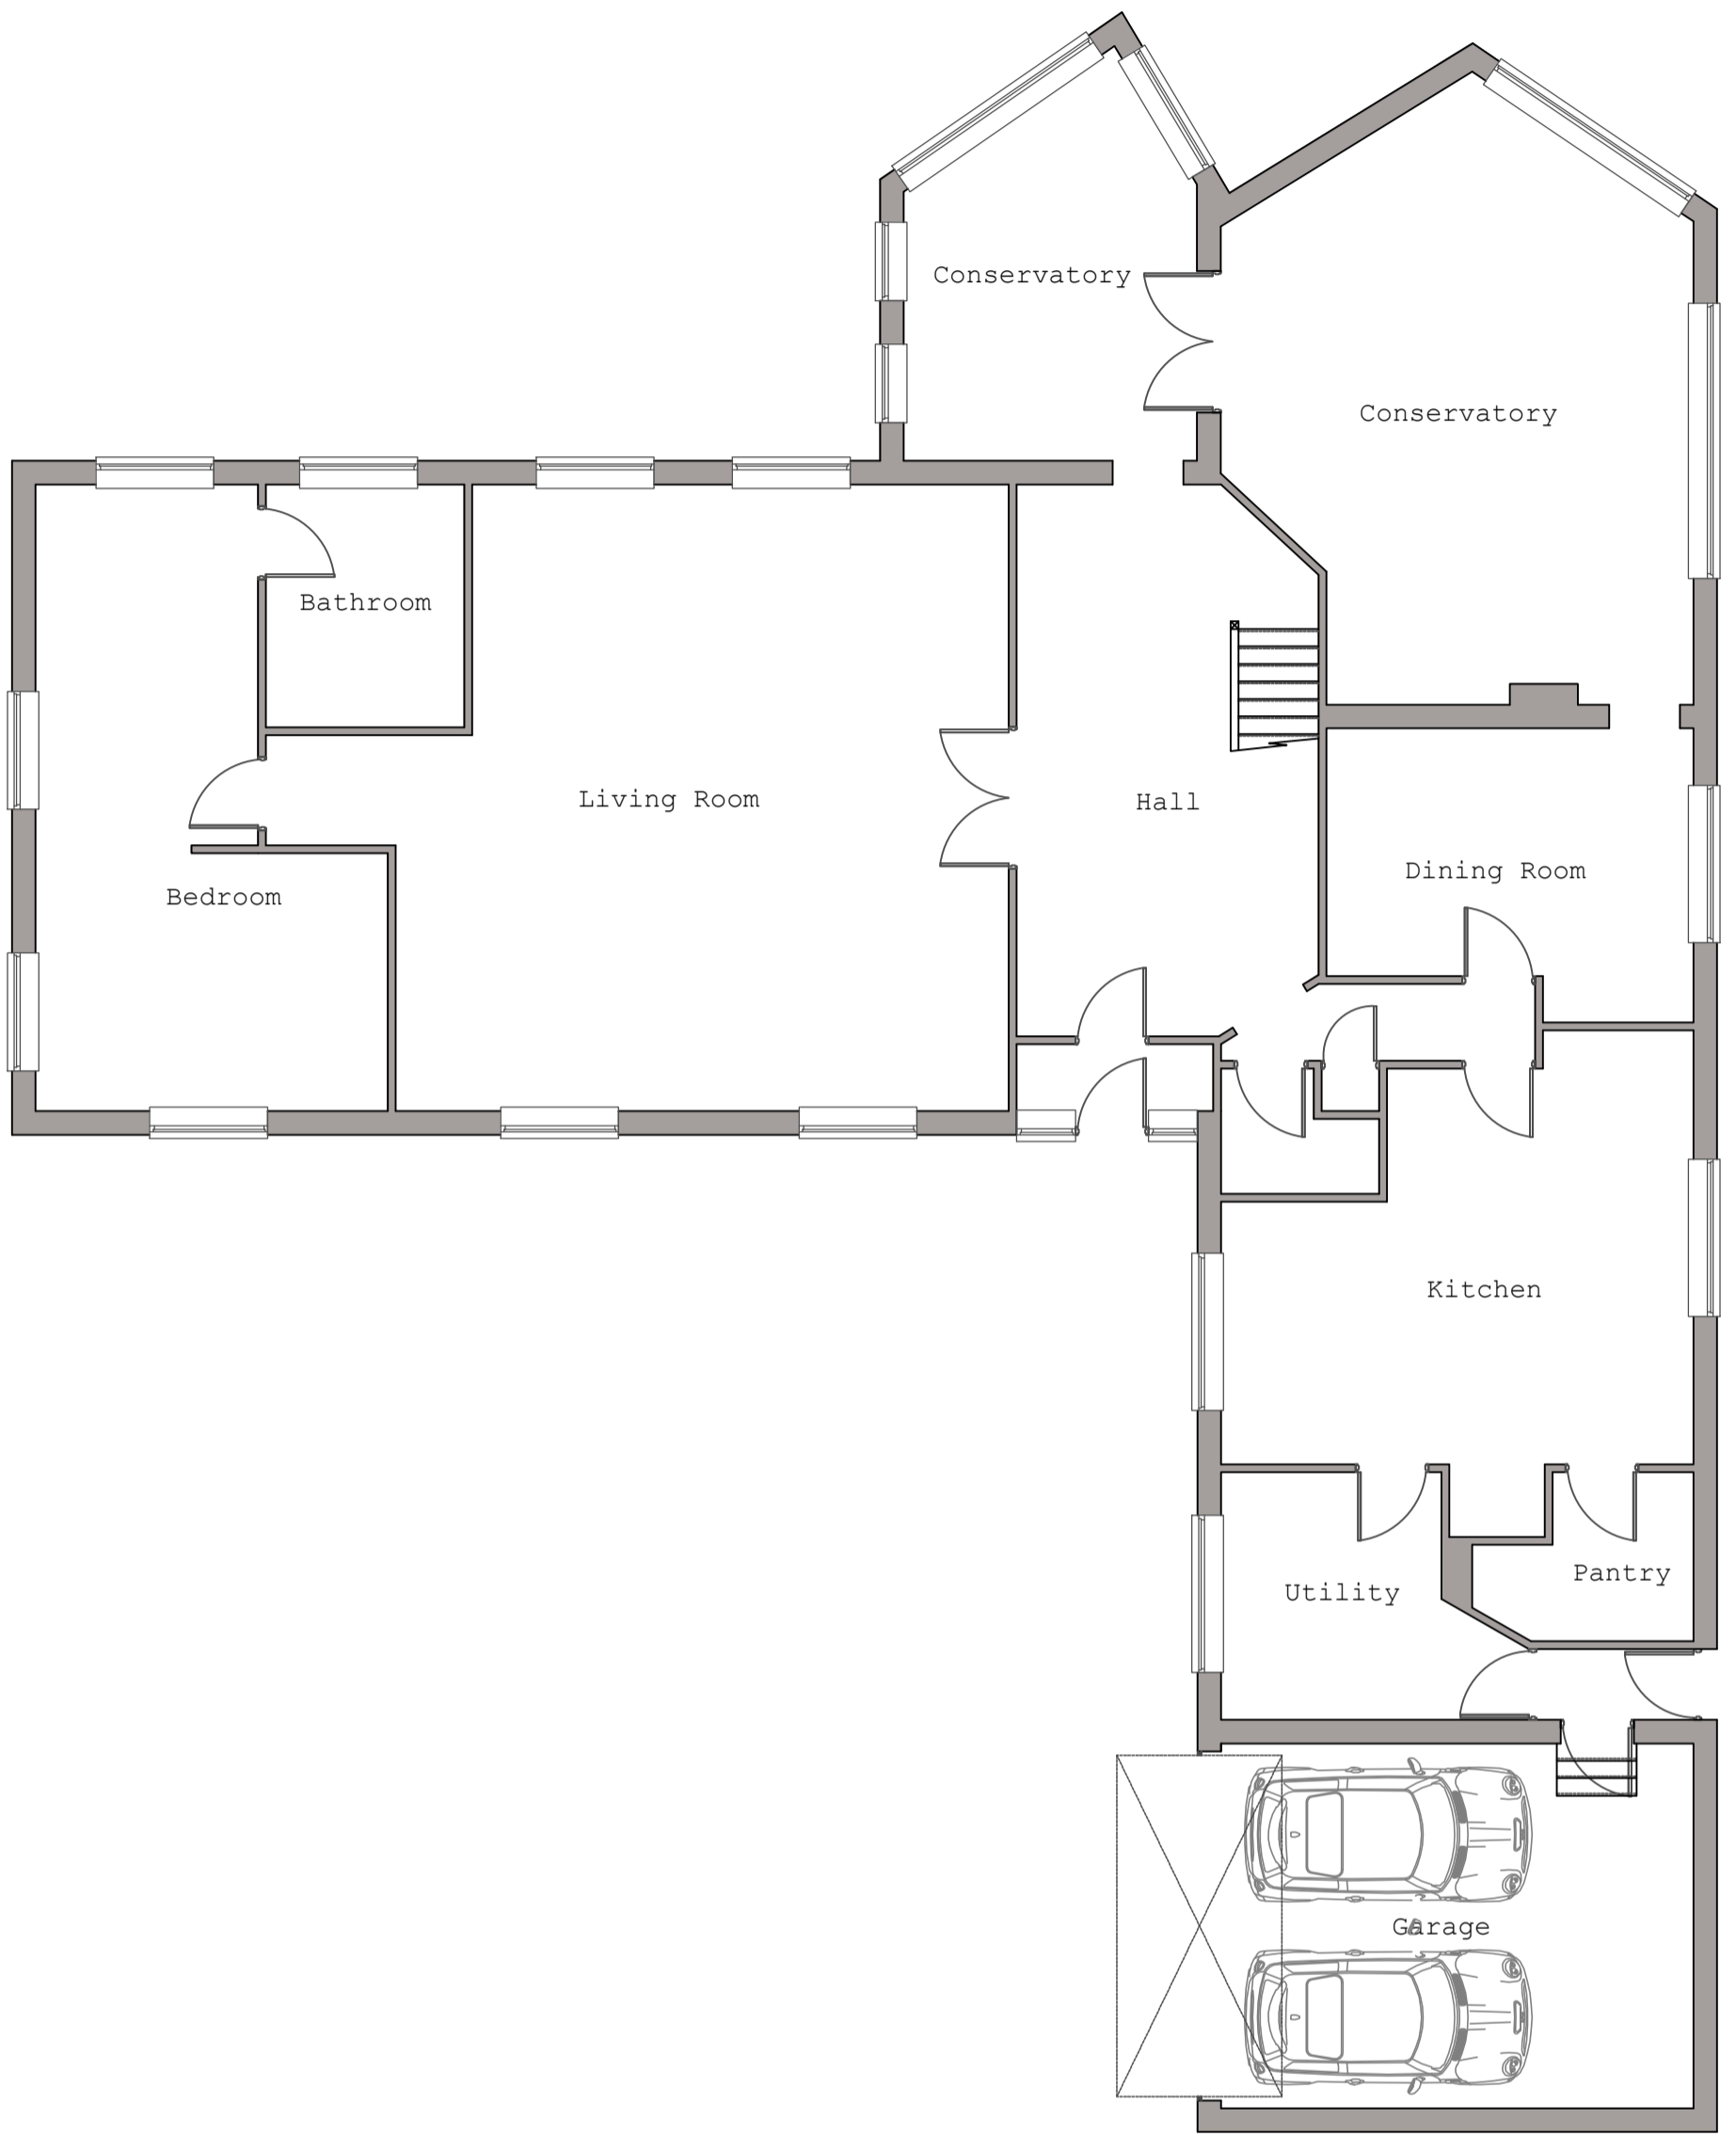 Conservatory
Conservatory
Bathroom
Living Room
Hall
Dining Room
Bedroom
Kitchen
Pantry
Utility
Garage